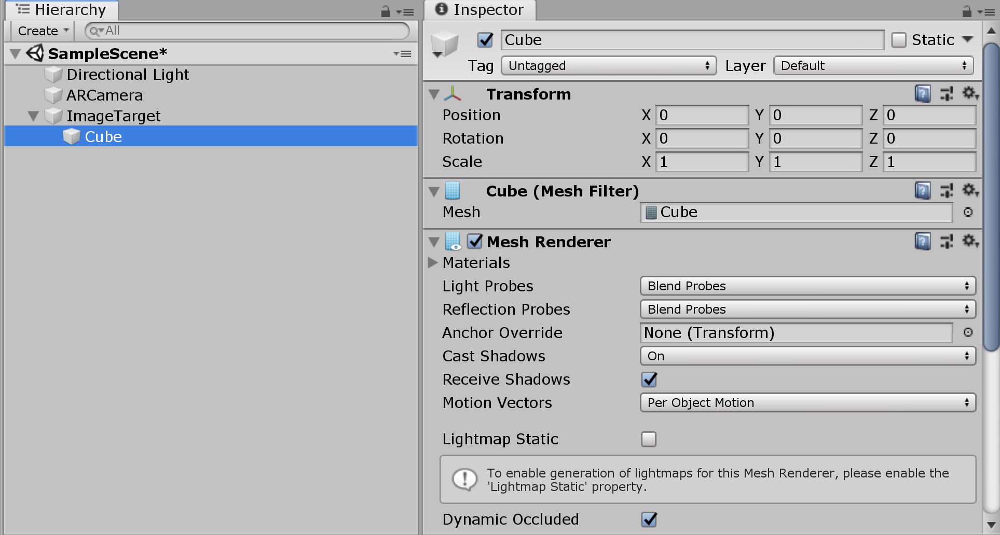 Hierarchy
Create
All
SampleScene*
Directional Light
ARCamera
ImageTarget
Cube
Inspector
Cube Static
Tag Untagged Layer Default
Transform
Position X 0 Y 0 Z 0
Rotation X 0 Y 0 Z 0
Scale X 1 Y 1 Z 1
Cube (Mesh Filter)
Mesh Cube
Mesh Renderer
Materials
Light Probes Blend Probes
Reflection Probes Blend Probes
Anchor Override None (Transform)
Cast Shadows On
Receive Shadows
Motion Vectors Per Object Motion
Lightmap Static
To enable generation of lightmaps for this Mesh Renderer, please enable the
'Lightmap Static' property.
Dynamic Occluded